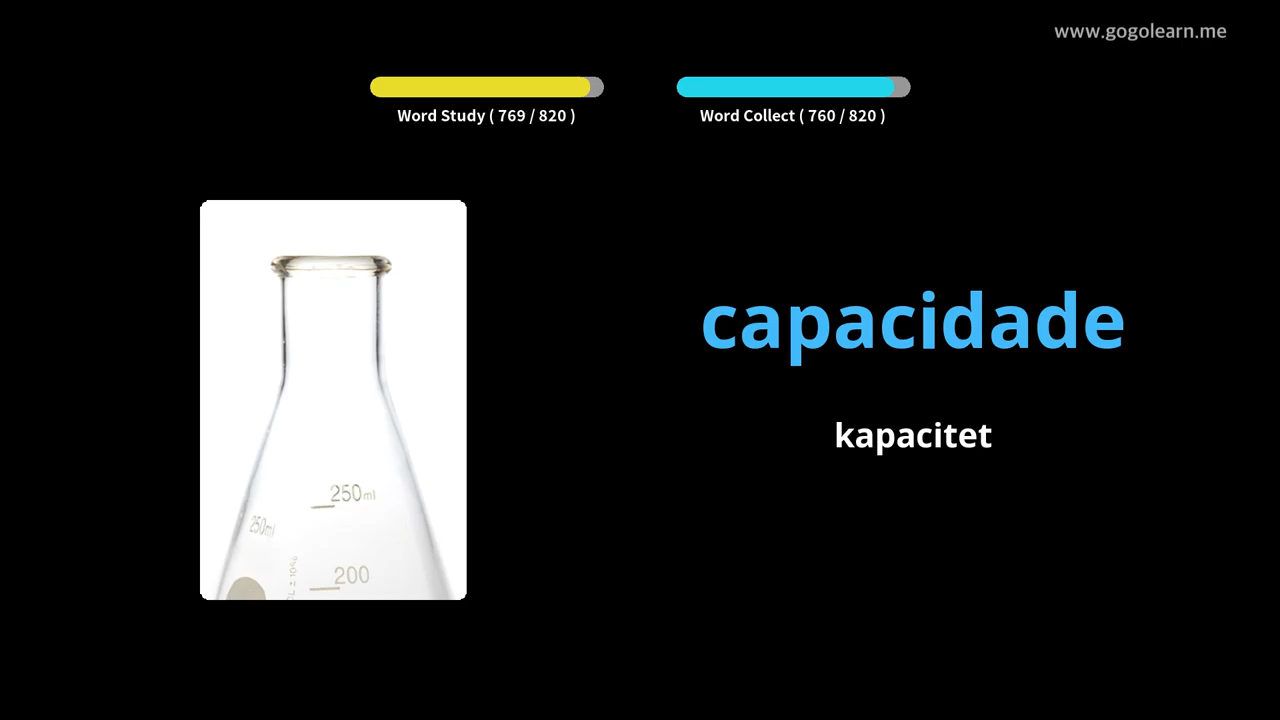 www.gogolearn.me
Word Study ( 769 / 820 )
Word Collect ( 760 / 820 )
capacidade
kapacitet
250ml
250ml
200